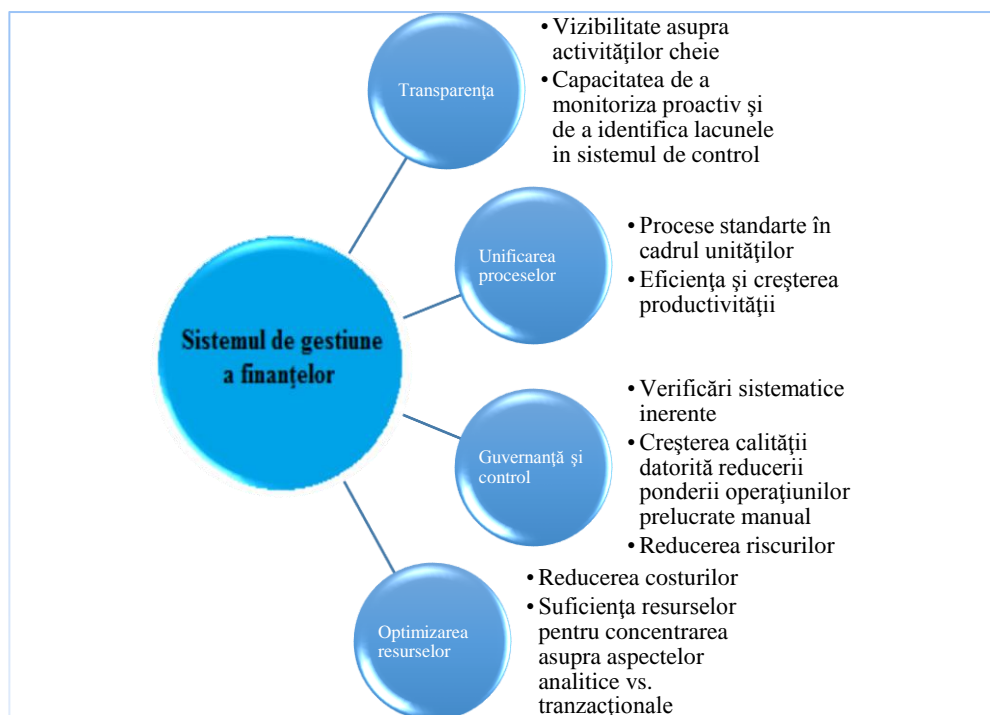 Sistemul de gestiune
a finanţelor
Transparenţa
• Vizibilitate asupra
activităţilor cheie
• Capacitatea de a
monitoriza proactiv şi
de a identifica lacunele
in sistemul de control
Unificarea
proceselor
• Procese standarte în
cadrul unităţilor
• Eficienţa şi creşterea
productivităţii
Guvernanță și
control
• Verificări sistematice
inerente
• Creşterea calităţii
datorită reducerii
ponderii operaţiunilor
prelucrate manual
• Reducerea riscurilor
Optimizarea
resurselor
• Reducerea costurilor
• Suficienţa resurselor
pentru concentrarea
asupra aspectelor
analitice vs.
tranzacţionale